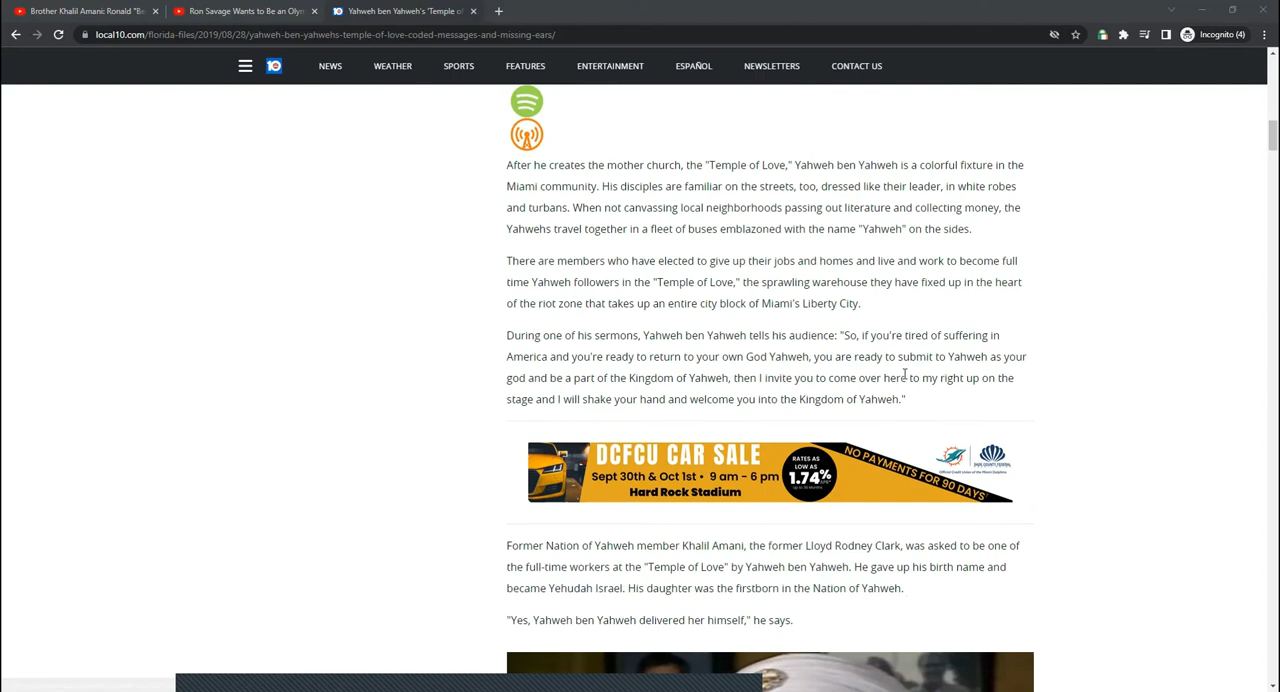 Brother Khalil Amani: Ronald "Be
Ron Savage Wants to Be an Olym
Yahweh ben Yahweh's 'Temple of
local10.com/florida-files/2019/08/28/yahweh-ben-yahwehs-temple-of-love-coded-messages-and-missing-ears/
Incognito (4)
10
NEWS
WEATHER
SPORTS
FEATURES
ENTERTAINMENT
ESPAÑOL
NEWSLETTERS
CONTACT US
After he creates the mother church, the "Temple of Love," Yahweh ben Yahweh is a colorful fixture in the
Miami community. His disciples are familiar on the streets, too, dressed like their leader, in white robes
and turbans. When not canvassing local neighborhoods passing out literature and collecting money, the
Yahwehs travel together in a fleet of buses emblazoned with the name "Yahweh" on the sides.
There are members who have elected to give up their jobs and homes and live and work to become full
time Yahweh followers in the "Temple of Love," the sprawling warehouse they have fixed up in the heart
of the riot zone that takes up an entire city block of Miami's Liberty City.
During one of his sermons, Yahweh ben Yahweh tells his audience: "So, if you're tired of suffering in
America and you're ready to return to your own God Yahweh, you are ready to submit to Yahweh as your
god and be a part of the Kingdom of Yahweh, then I invite you to come over here to my right up on the
stage and I will shake your hand and welcome you into the Kingdom of Yahweh."
DCFCU CAR SALE
Sept 30th & Oct 1st • 9 am - 6 pm
Hard Rock Stadium
RATES AS
LOW AS
1.74%
NO PAYMENTS FOR 90 DAYS
Former Nation of Yahweh member Khalil Amani, the former Lloyd Rodney Clark, was asked to be one of
the full-time workers at the "Temple of Love" by Yahweh ben Yahweh. He gave up his birth name and
became Yehudah Israel. His daughter was the firstborn in the Nation of Yahweh.
"Yes, Yahweh ben Yahweh delivered her himself," he says.